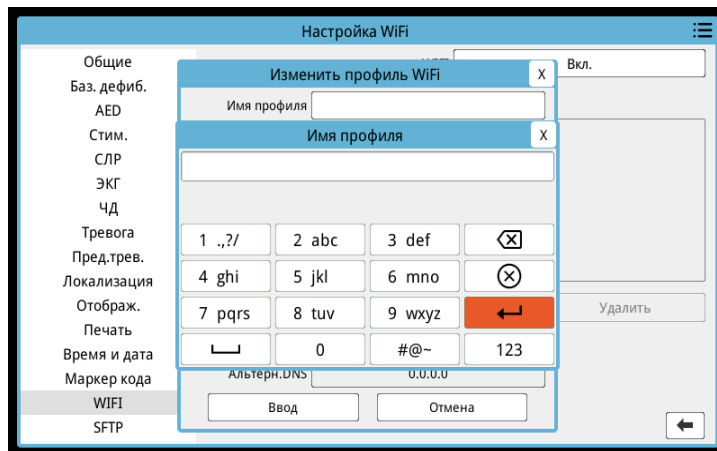 Настройка WiFi
Общие
Баз. дефиб.
AED
Стим.
СЛР
ЭКГ
ЧД
Тревога
Пред.трев.
Локализация
Отображ.
Печать
Время и дата
Маркер кода
WIFI
SFTP
Вкл.
Изменить профиль WiFi X
Имя профиля
Имя профиля X
1 .,?/ 2 abc 3 def
4 ghi 5 jkl 6 mno
7 pqrs 8 tuv 9 wxyz
0 #@~ 123
Удалить
Альтерн.DNS 0.0.0.0
Ввод Отмена